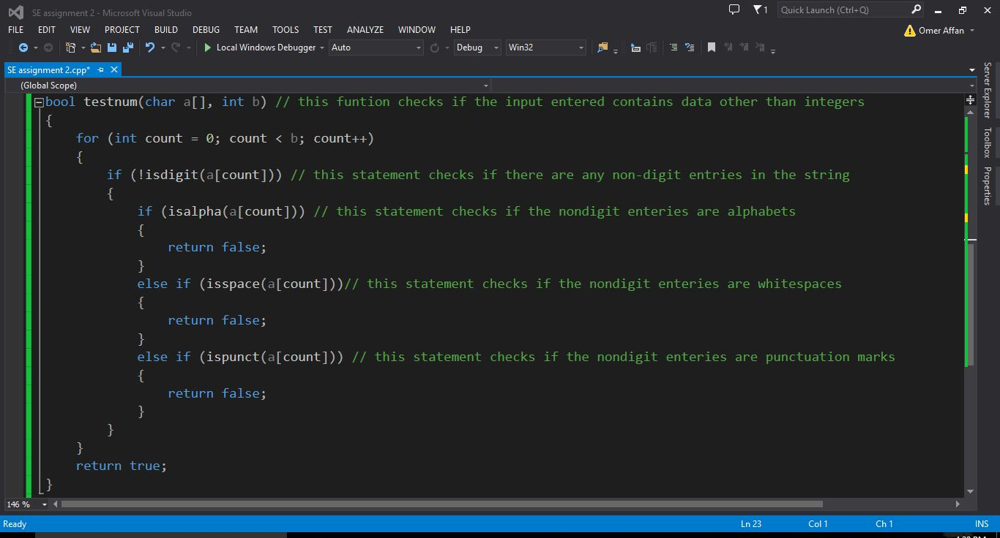 SE assignment 2 - Microsoft Visual Studio
1
Quick Launch (Ctrl+Q)
FILE EDIT VIEW PROJECT BUILD DEBUG TEAM TOOLS TEST ANALYZE WINDOW HELP
Omer Affan
Local Windows Debugger Auto Debug Win32
SE assignment 2.cpp*
(Global Scope)
bool testnum(char a[], int b) // this funtion checks if the input entered contains data other than integers
{
for (int count = 0; count < b; count++)
{
if (!isdigit(a[count])) // this statement checks if there are any non-digit entries in the string
{
if (isalpha(a[count])) // this statement checks if the nondigit enteries are alphabets
{
return false;
}
else if (isspace(a[count]))// this statement checks if the nondigit enteries are whitespaces
{
return false;
}
else if (ispunct(a[count])) // this statement checks if the nondigit enteries are punctuation marks
{
return false;
}
}
}
return true;
}
Server Explorer
Toolbox
Properties
146 %
Ready Ln 23 Col 1 Ch 1 INS